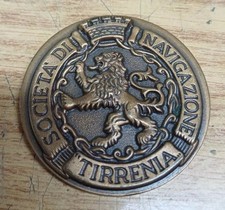 SOCIETA' DI NAVIGAZIONE
TIRRENIA